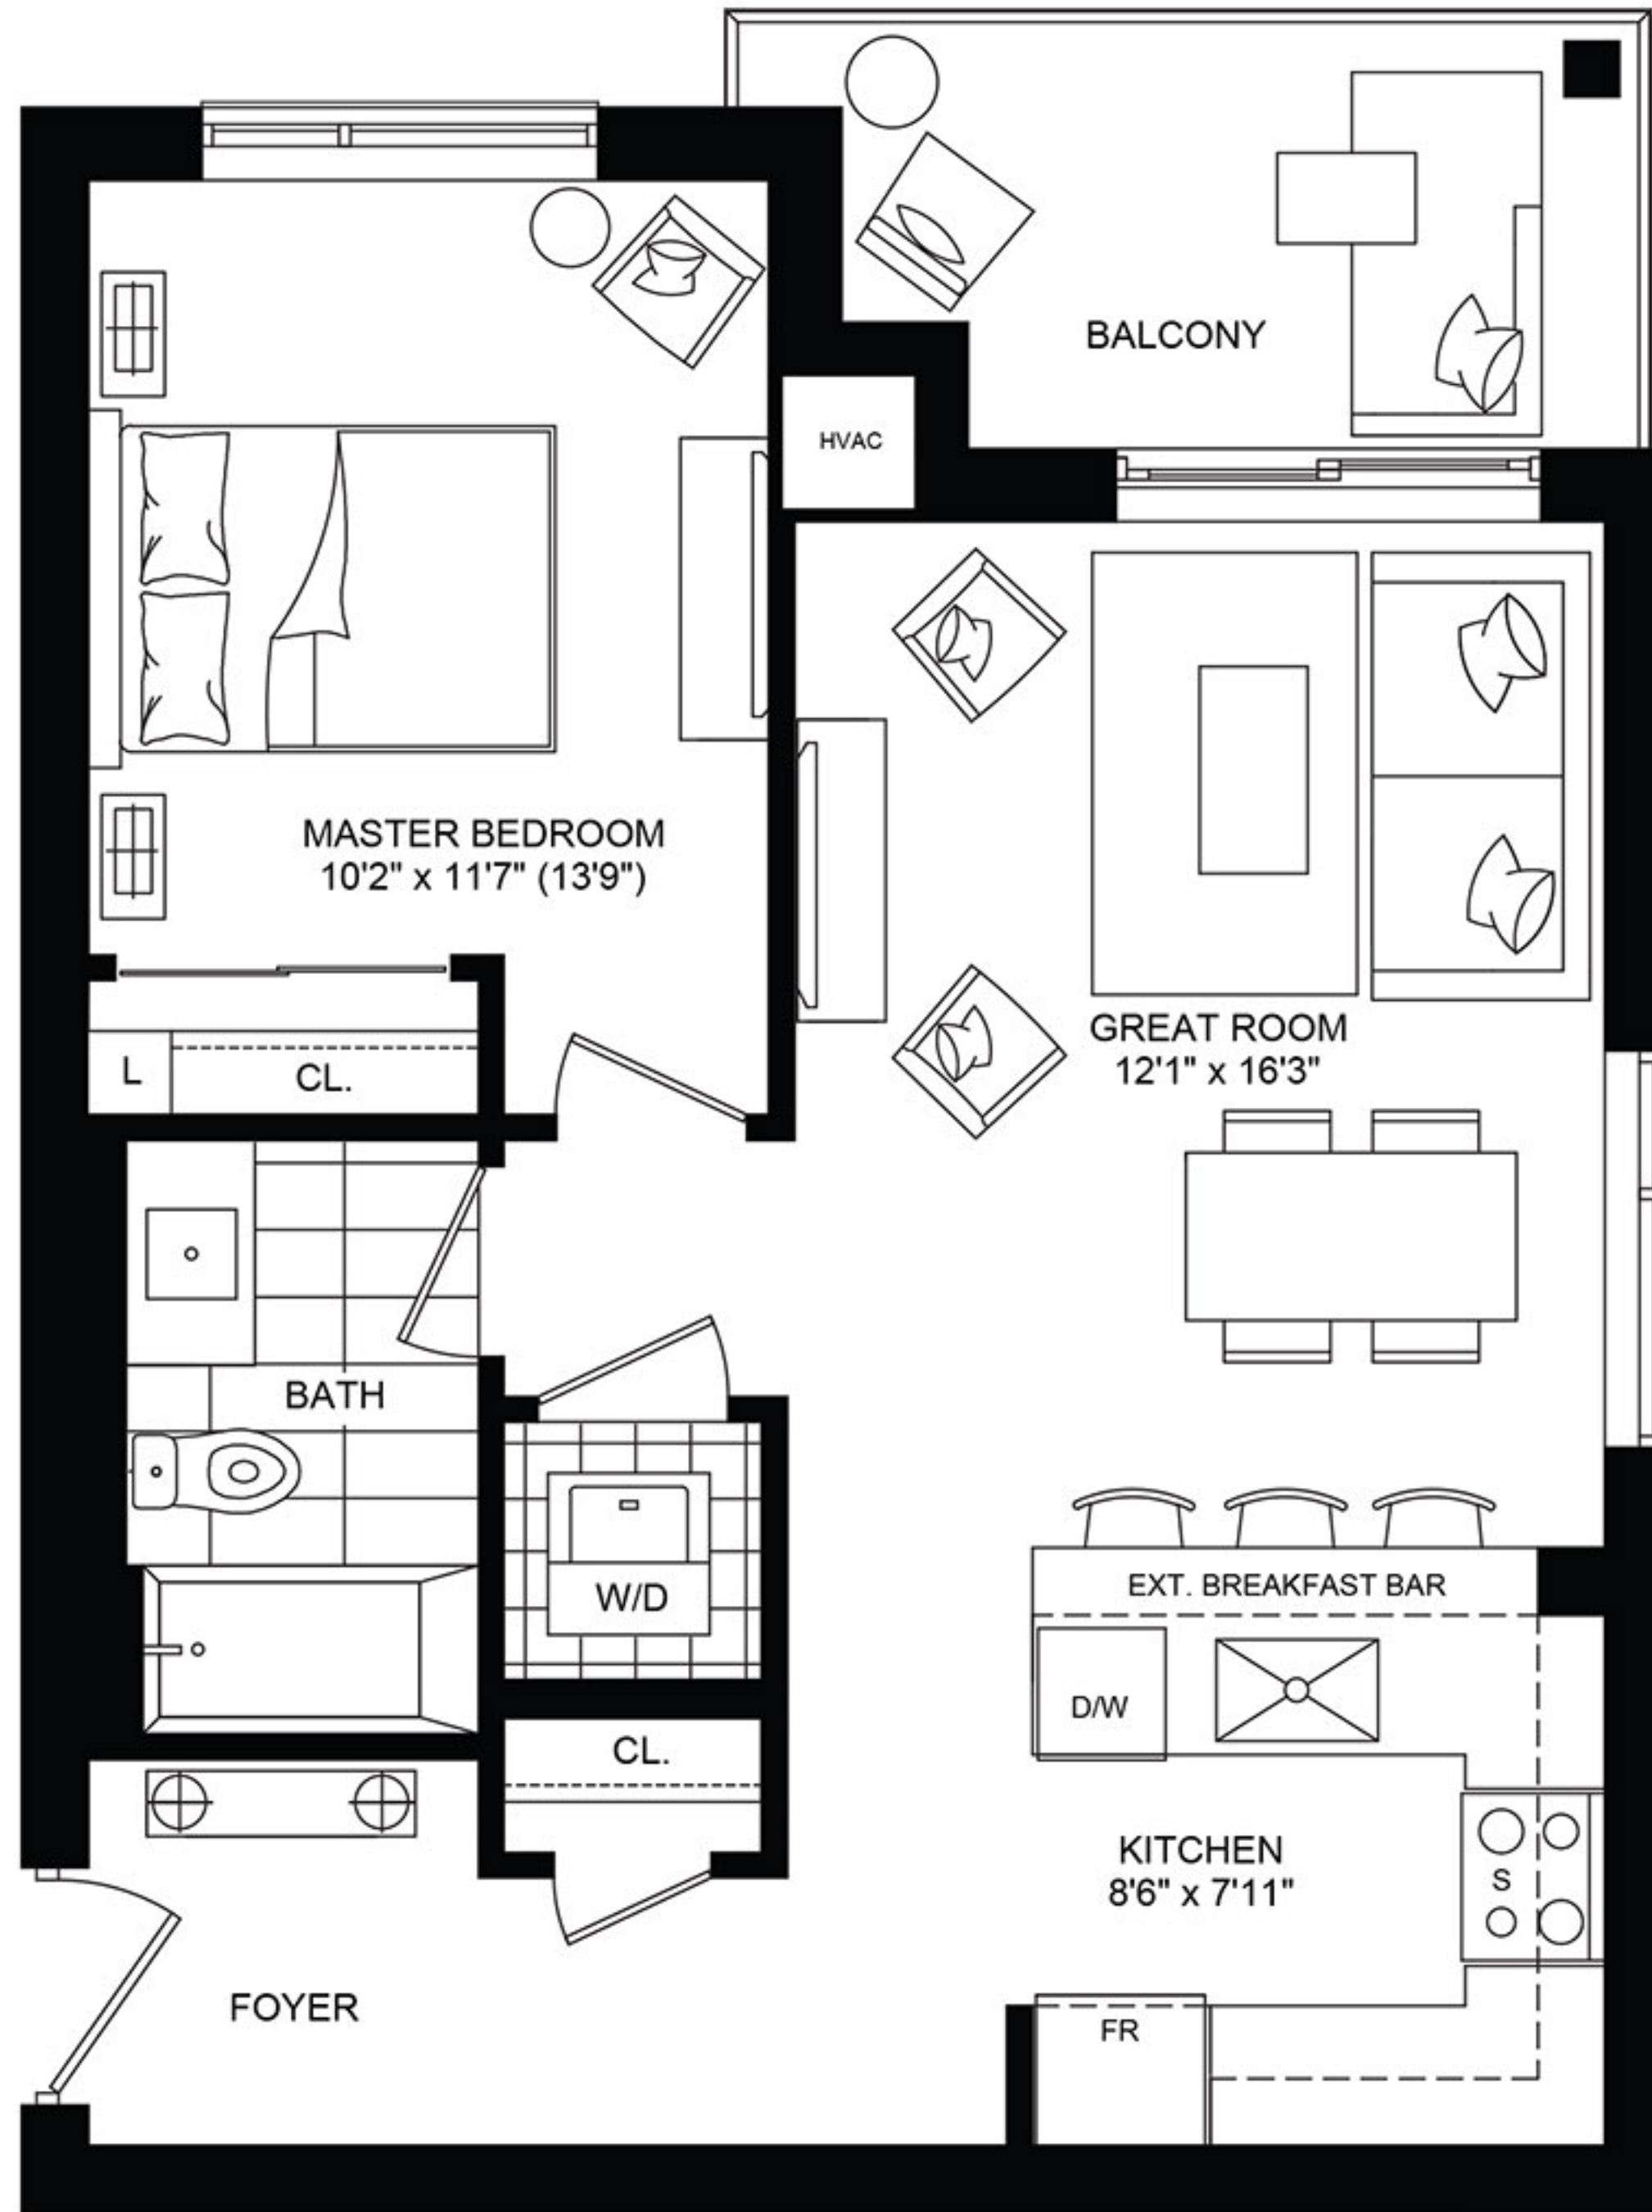 BALCONY
HVAC
MASTER BEDROOM
10'2" x 11'7" (13'9")
GREAT ROOM
12'1" x 16'3"
L
CL.
BATH
W/D
EXT. BREAKFAST BAR
D/W
CL.
KITCHEN
8'6" x 7'11"
S
FOYER
FR